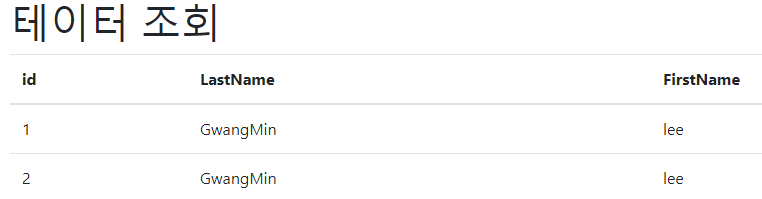 테이터 조회
id LastName FirstName
1 GwangMin lee
2 GwangMin lee